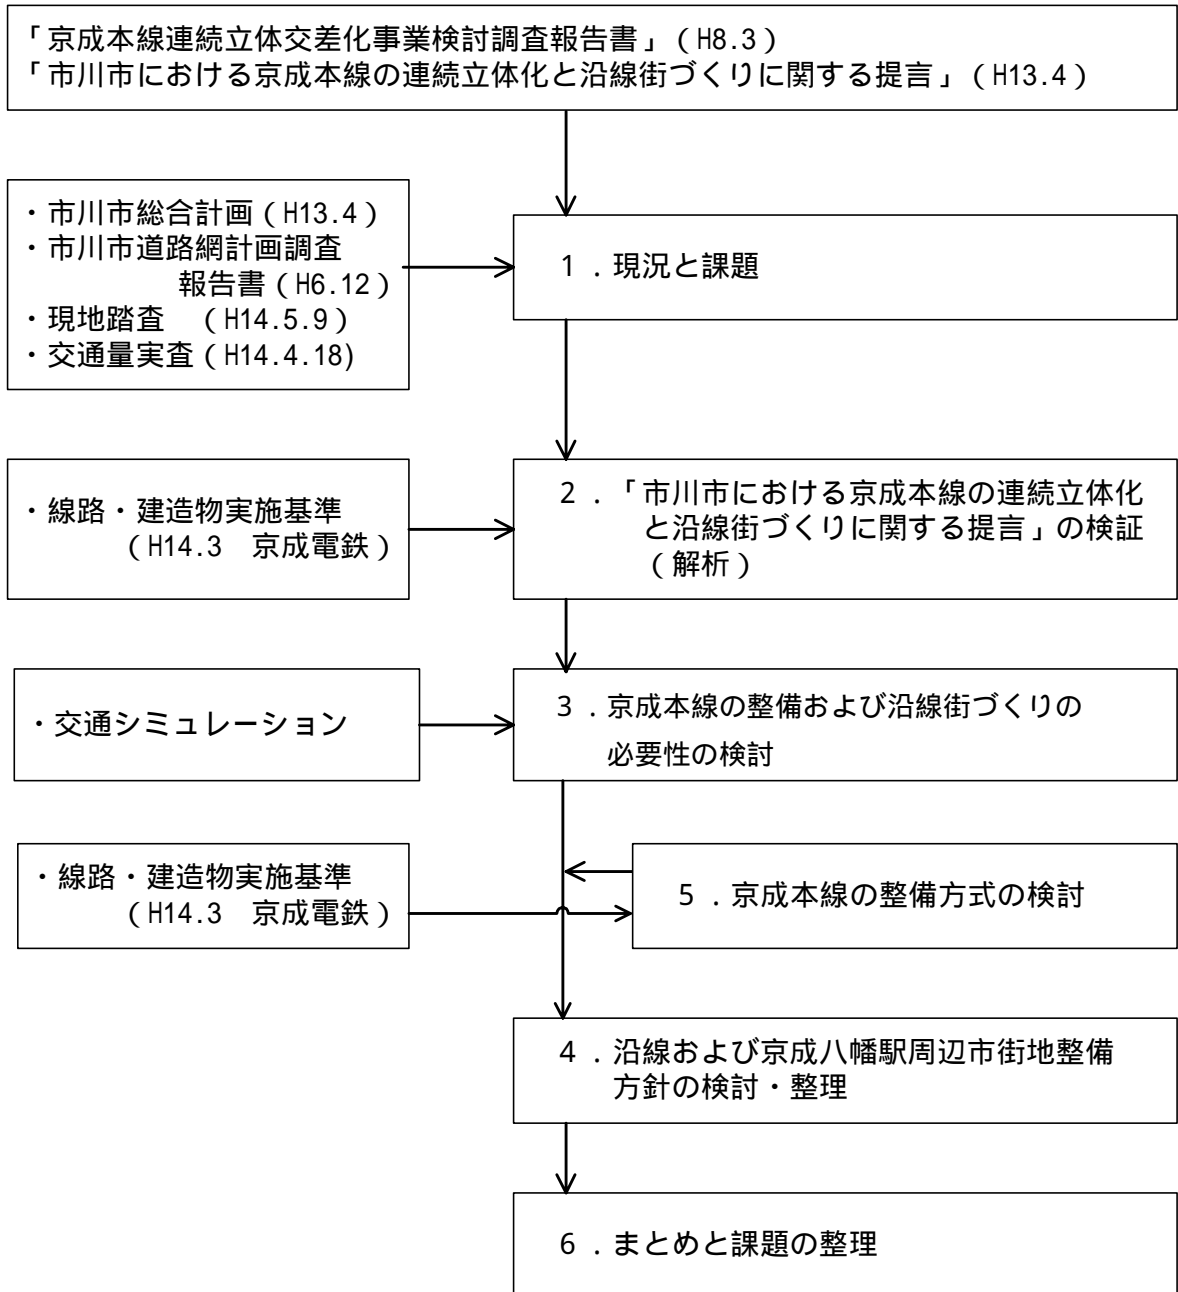 「京成本線連続立体交差化事業検討調査報告書」(H8.3)
「市川市における京成本線の連続立体化と沿線街づくりに関する提言」(H13.4)
・市川市総合計画(H13.4)
・市川市道路網計画調査
報告書(H6.12)
・現地踏査 (H14.5.9)
・交通量実査(H14.4.18)
1.現況と課題
・線路・建造物実施基準
(H14.3 京成電鉄)
2.「市川市における京成本線の連続立体化
と沿線街づくりに関する提言」の検証
(解析)
・交通シミュレーション
3.京成本線の整備および沿線街づくりの
必要性の検討
・線路・建造物実施基準
(H14.3 京成電鉄)
5.京成本線の整備方式の検討
4.沿線および京成八幡駅周辺市街地整備
方針の検討・整理
6.まとめと課題の整理